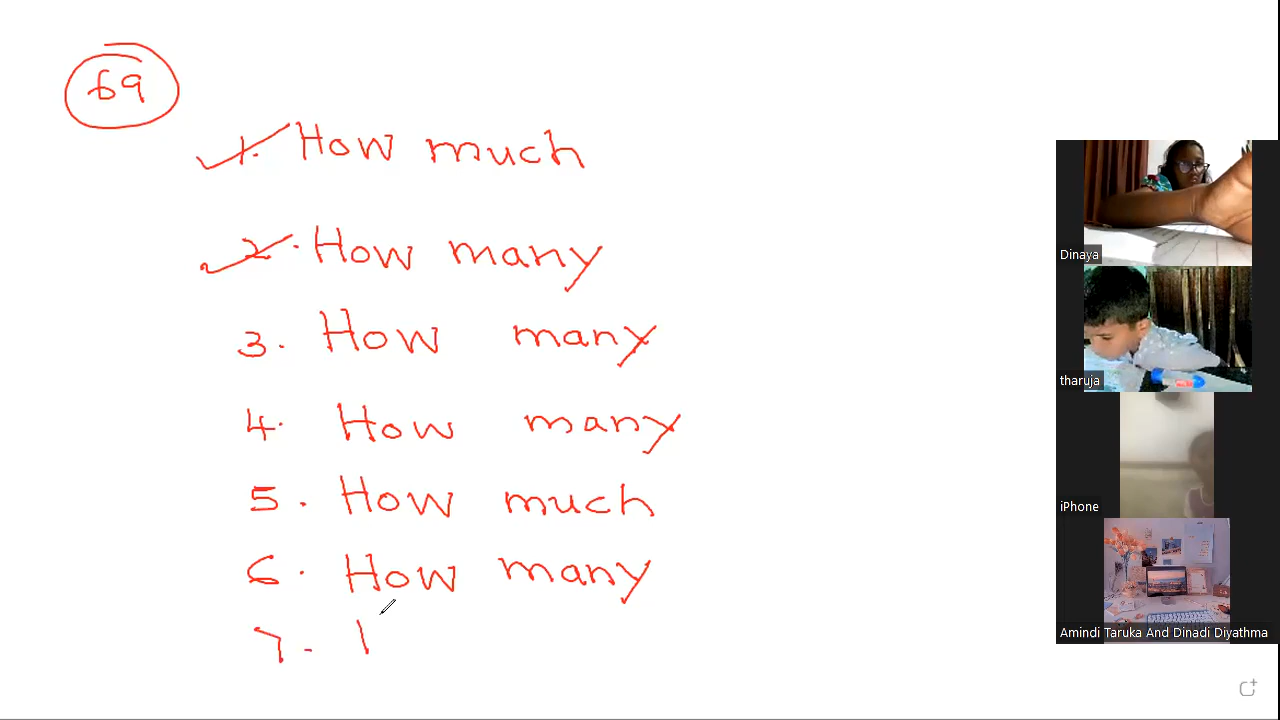 69
1. How much
2. How many
3. How many
4. How many
5. How much
6. How many
7.
Dinaya
tharuja
iPhone
Amindi Taruka And Dinadi Diyathma